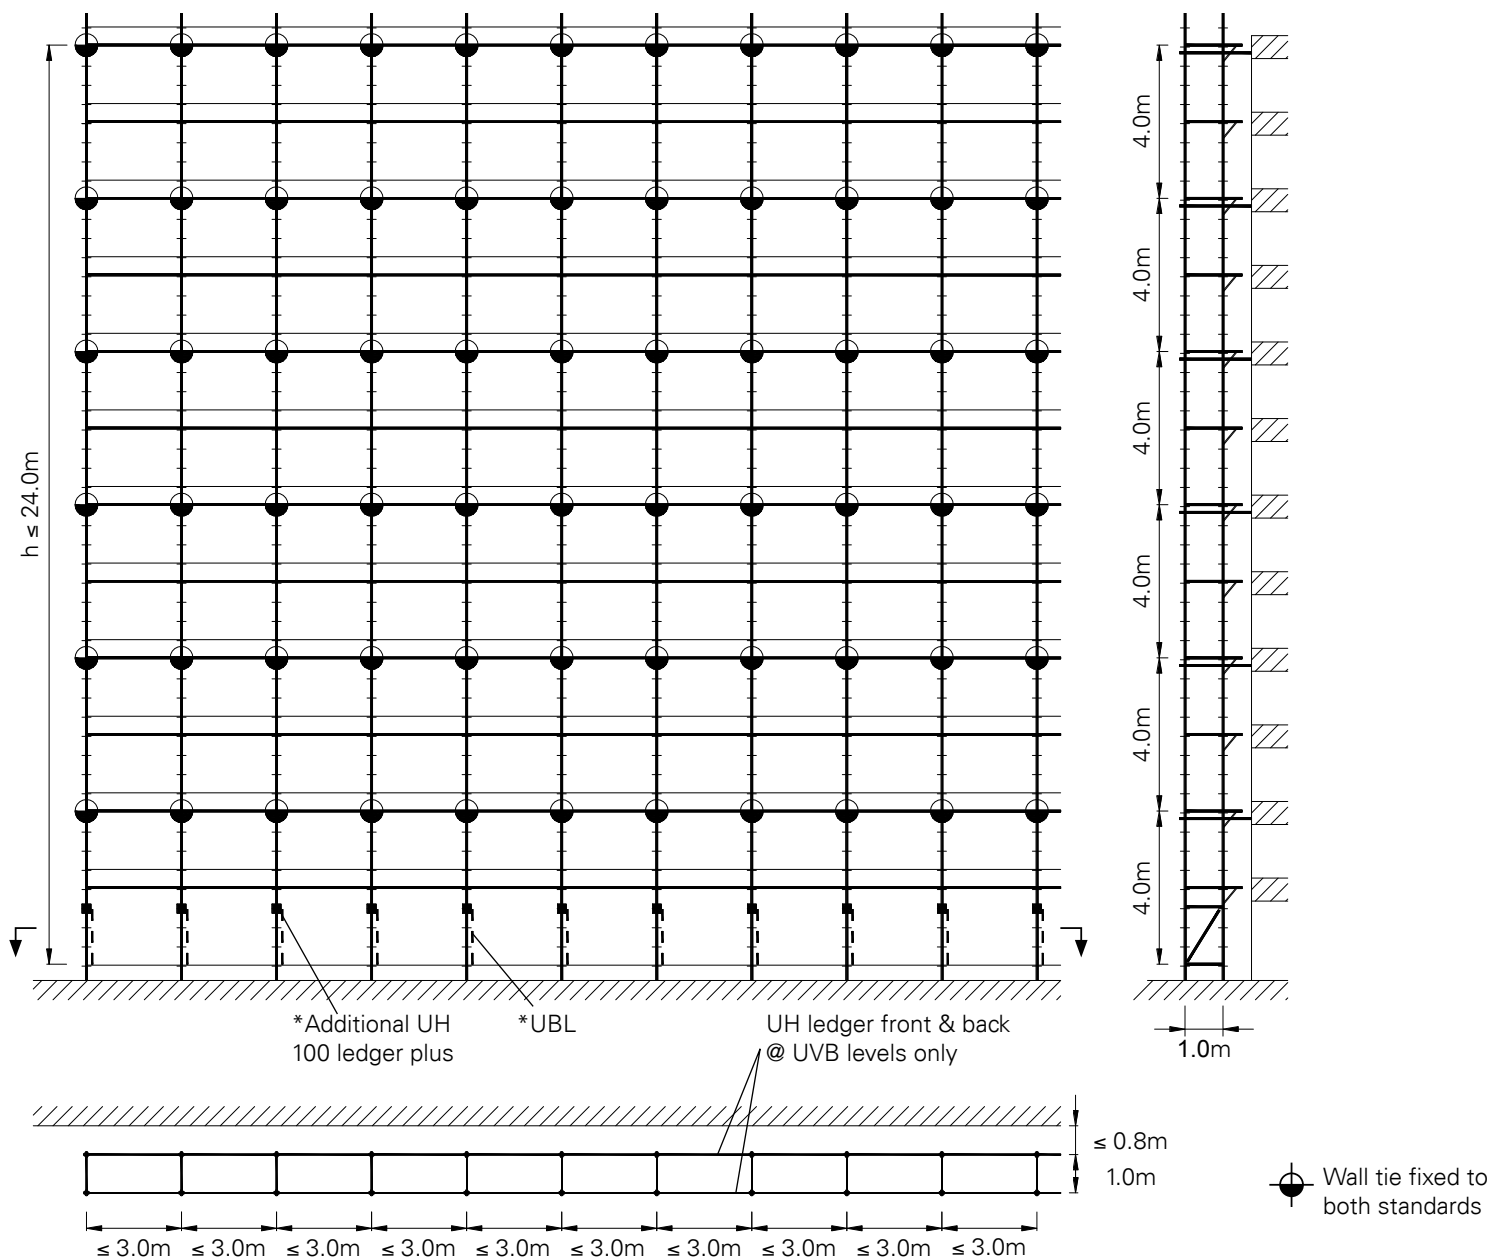 h ≤ 24.0m
4.0m
4.0m
4.0m
4.0m
4.0m
4.0m
*Additional UH
100 ledger plus
*UBL
UH ledger front & back
@ UVB levels only
1.0m
≤ 0.8m
1.0m
Wall tie fixed to
both standards
≤ 3.0m ≤ 3.0m ≤ 3.0m ≤ 3.0m ≤ 3.0m ≤ 3.0m ≤ 3.0m ≤ 3.0m ≤ 3.0m ≤ 3.0m